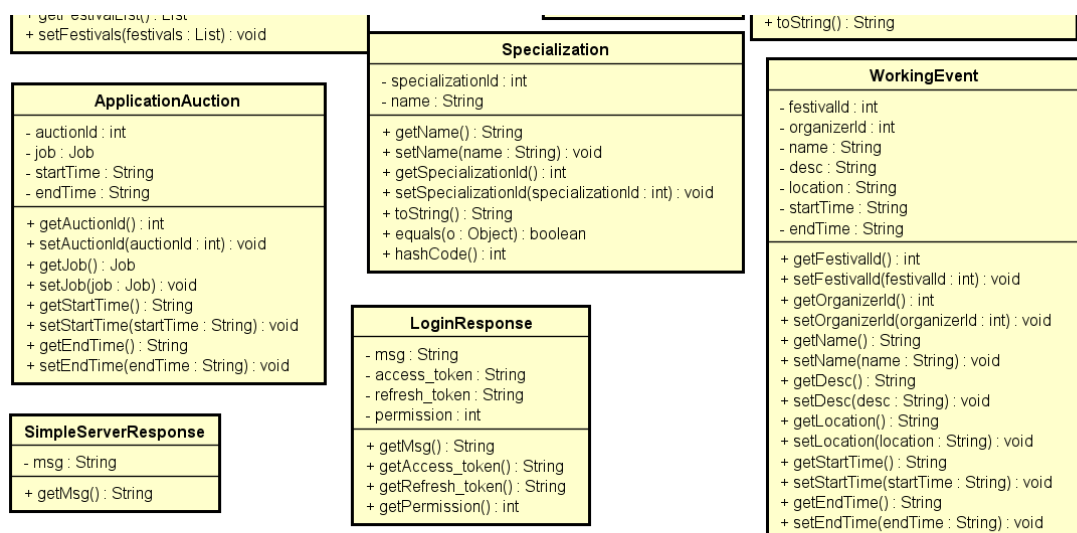 + getFestivalList() : List
+ setFestivals(festivals : List) : void
+ toString() : String
Specialization
- specializationId : int
- name : String
+ getName() : String
+ setName(name : String) : void
+ getSpecializationId() : int
+ setSpecializationId(specializationId : int) : void
+ toString() : String
+ equals(o : Object) : boolean
+ hashCode() : int
WorkingEvent
- festivalId : int
- organizerId : int
- name : String
- desc : String
- location : String
- startTime : String
- endTime : String
+ getFestivalId() : int
+ setFestivalId(festivalId : int) : void
+ getOrganizerId() : int
+ setOrganizerId(organizerId : int) : void
+ getName() : String
+ setName(name : String) : void
+ getDesc() : String
+ setDesc(desc : String) : void
+ getLocation() : String
+ setLocation(location : String) : void
+ getStartTime() : String
+ setStartTime(startTime : String) : void
+ getEndTime() : String
+ setEndTime(endTime : String) : void
ApplicationAuction
- auctionId : int
- job : Job
- startTime : String
- endTime : String
+ getAuctionId() : int
+ setAuctionId(auctionId : int) : void
+ getJob() : Job
+ setJob(job : Job) : void
+ getStartTime() : String
+ setStartTime(startTime : String) : void
+ getEndTime() : String
+ setEndTime(endTime : String) : void
LoginResponse
- msg : String
- access_token : String
- refresh_token : String
- permission : int
+ getMsg() : String
+ getAccess_token() : String
+ getRefresh_token() : String
+ getPermission() : int
SimpleServerResponse
- msg : String
+ getMsg() : String